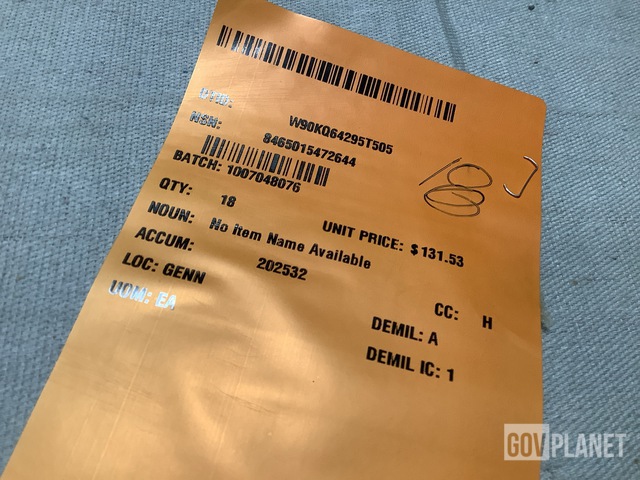 DTID: W90KQ64295T505
NSN: 8465015472644
BATCH: 1007048076
QTY: 18 UNIT PRICE: $131.53
NOUN: No Item Name Available
ACCUM: 202532
LOC: GENN CC: H
UOM: EA DEMIL: A
DEMIL IC: 1
18
GOVPLANET